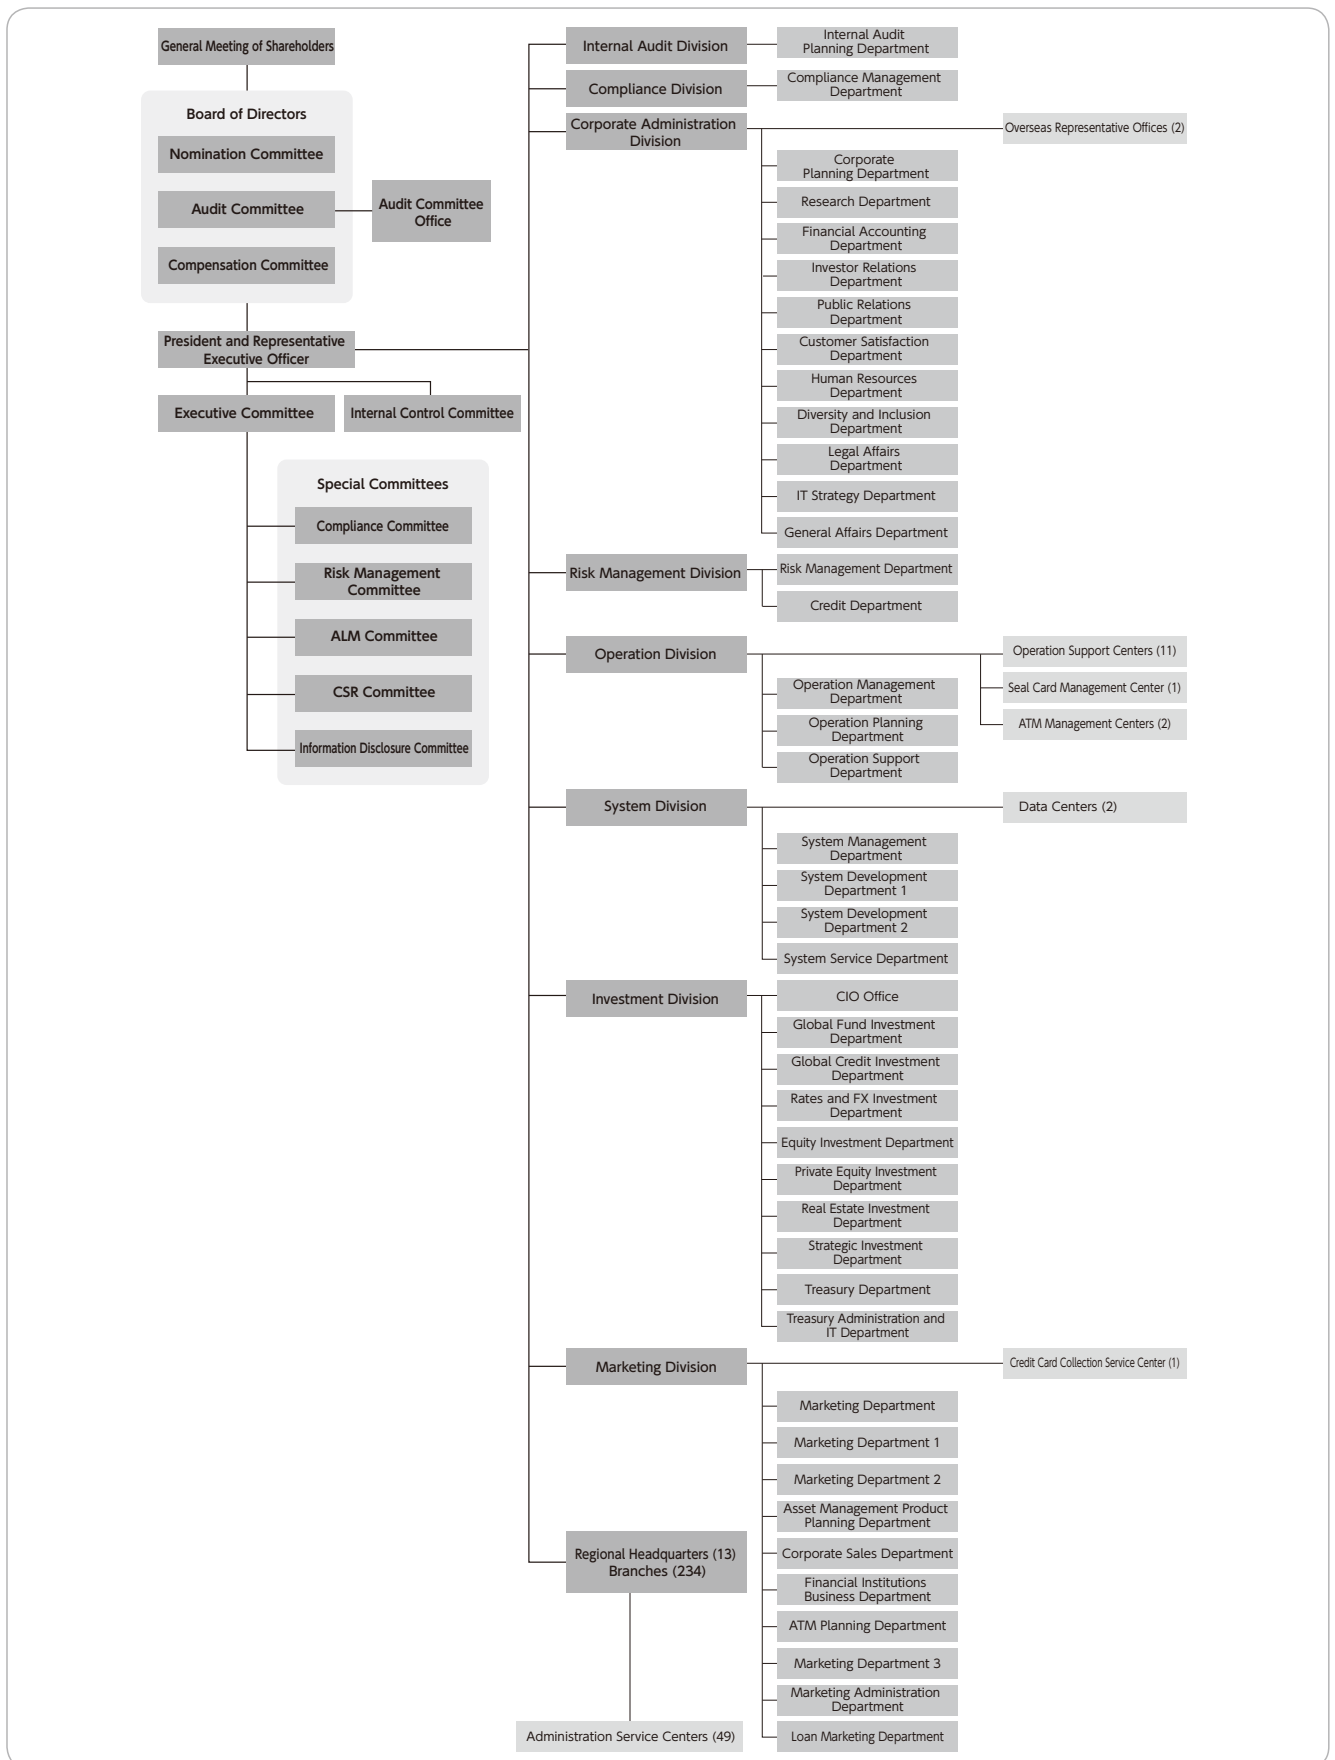 General Meeting of Shareholders
Board of Directors
Nomination Committee
Audit Committee
Audit Committee
Office
Compensation Committee
President and Representative
Executive Officer
Executive Committee
Internal Control Committee
Special Committees
Compliance Committee
Risk Management
Committee
ALM Committee
CSR Committee
Information Disclosure Committee
Internal Audit Division
Internal Audit
Planning Department
Compliance Division
Compliance Management
Department
Corporate Administration
Division
Overseas Representative Offices (2)
Corporate
Planning Department
Research Department
Financial Accounting
Department
Investor Relations
Department
Public Relations
Department
Customer Satisfaction
Department
Human Resources
Department
Diversity and Inclusion
Department
Legal Affairs
Department
IT Strategy Department
General Affairs Department
Risk Management Division
Risk Management Department
Credit Department
Operation Division
Operation Support Centers (11)
Seal Card Management Center (1)
ATM Management Centers (2)
Operation Management
Department
Operation Planning
Department
Operation Support
Department
System Division
Data Centers (2)
System Management
Department
System Development
Department 1
System Development
Department 2
System Service Department
Investment Division
CIO Office
Global Fund Investment
Department
Global Credit Investment
Department
Rates and FX Investment
Department
Equity Investment Department
Private Equity Investment
Department
Real Estate Investment
Department
Strategic Investment
Department
Treasury Department
Treasury Administration and
IT Department
Marketing Division
Credit Card Collection Service Center (1)
Marketing Department
Marketing Department 1
Marketing Department 2
Asset Management Product
Planning Department
Corporate Sales Department
Financial Institutions
Business Department
ATM Planning Department
Marketing Department 3
Marketing Administration
Department
Loan Marketing Department
Regional Headquarters (13)
Branches (234)
Administration Service Centers (49)